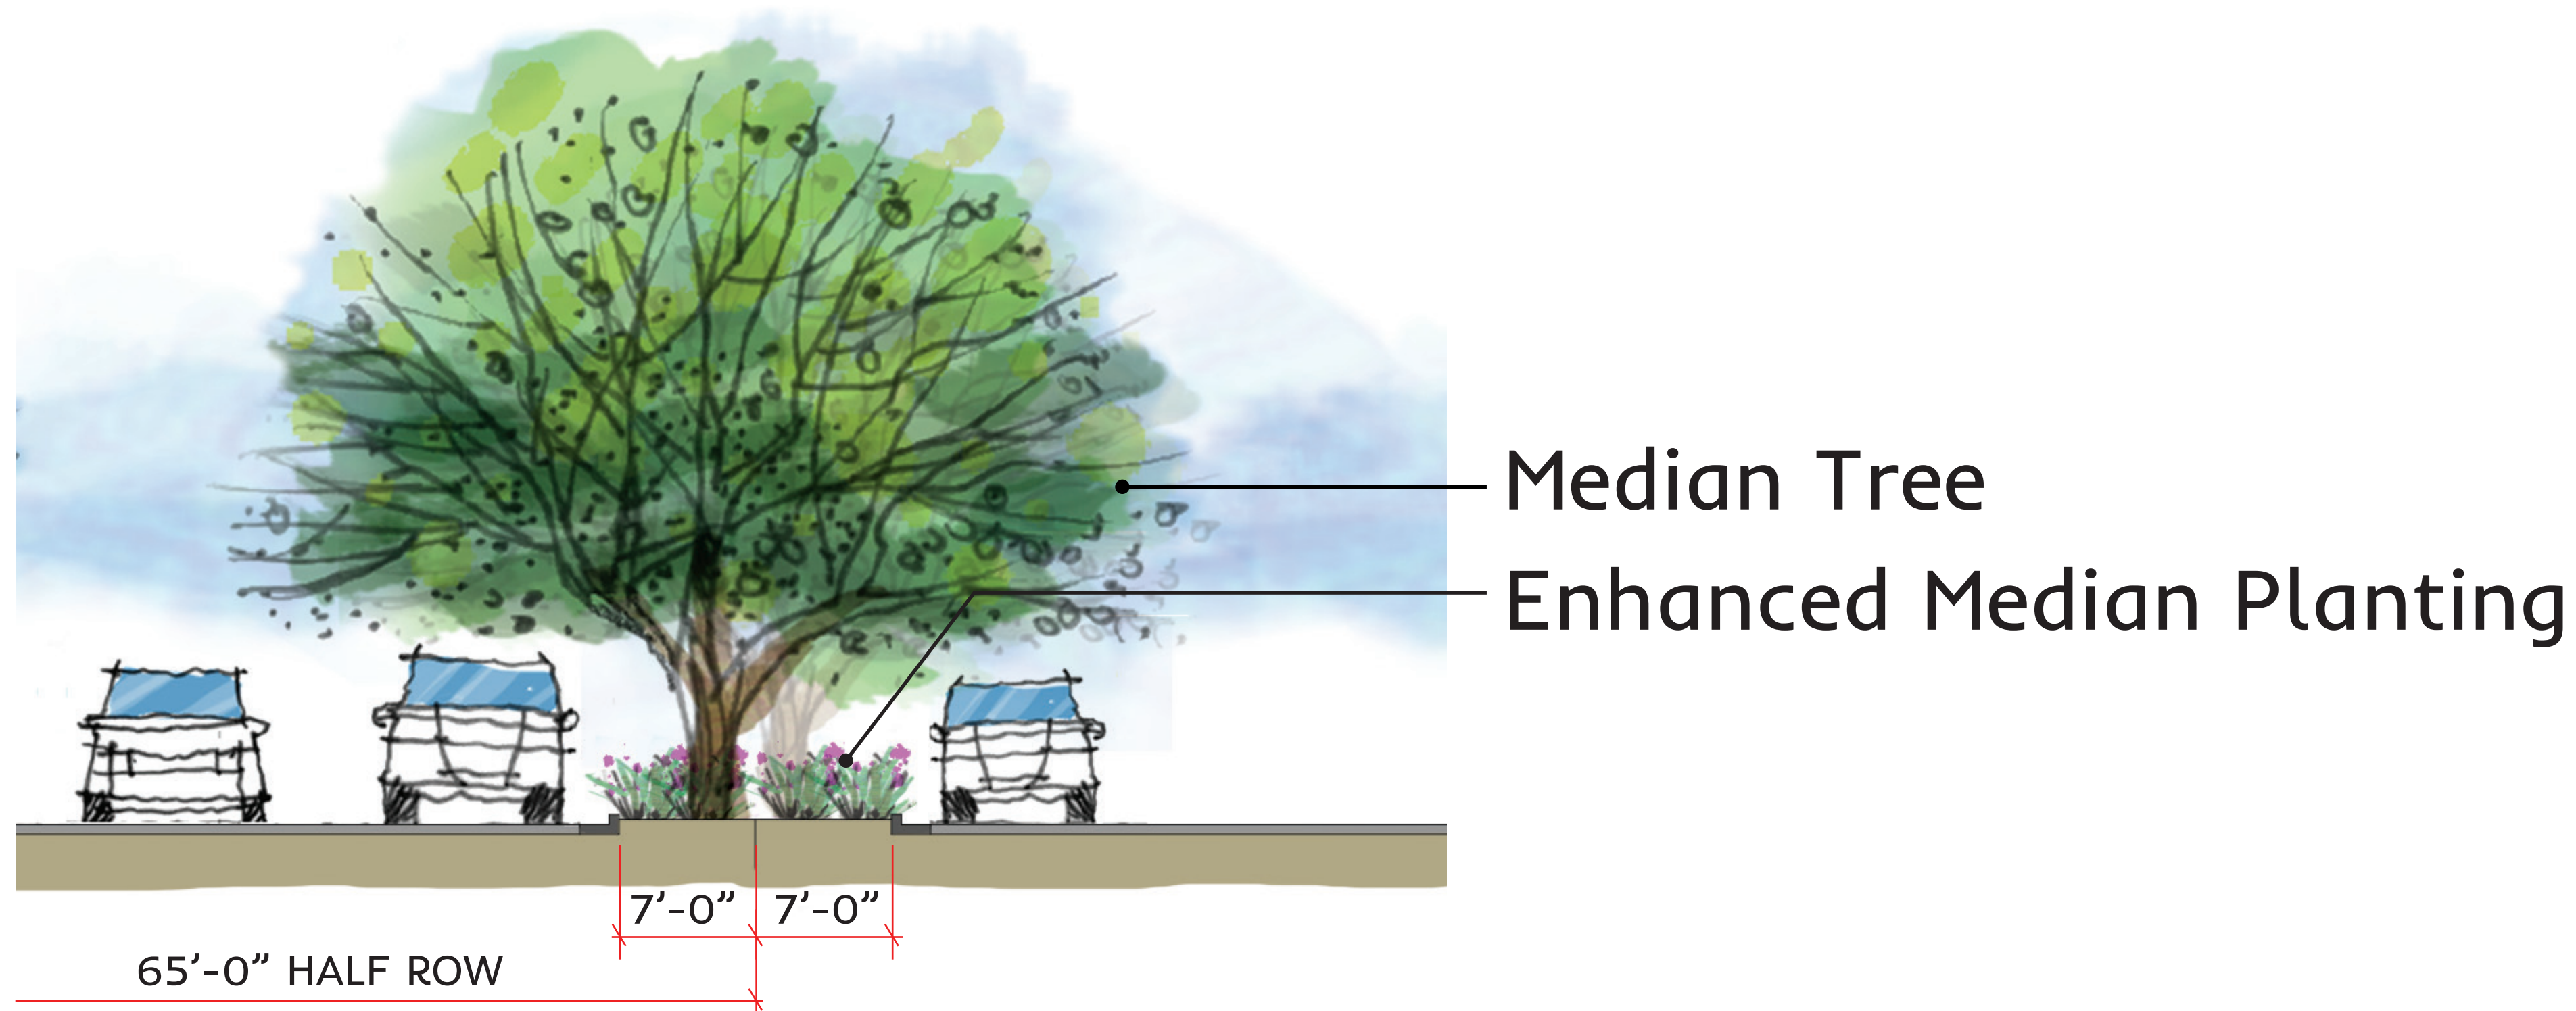 Median Tree
Enhanced Median Planting
7’-0” 7’-0”
65’-0” HALF ROW